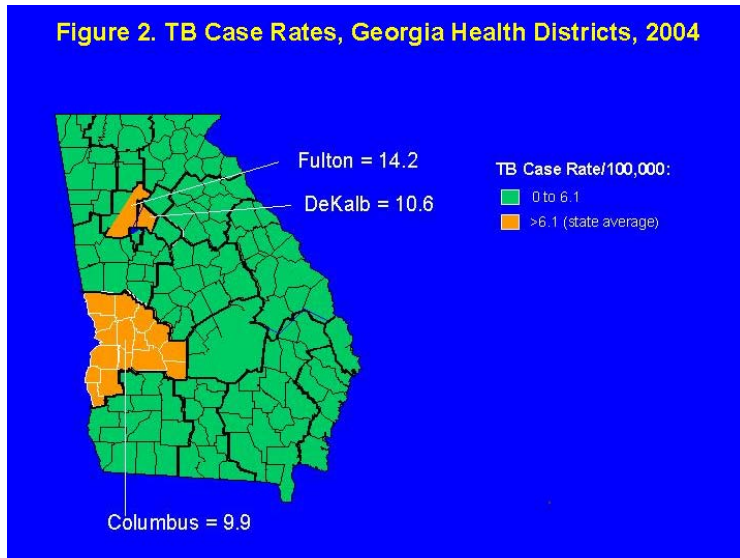 Figure 2. TB Case Rates, Georgia Health Districts, 2004
Fulton = 14.2
DeKalb = 10.6
TB Case Rate/100,000:
0 to 6.1
>6.1 (state average)
Columbus = 9.9